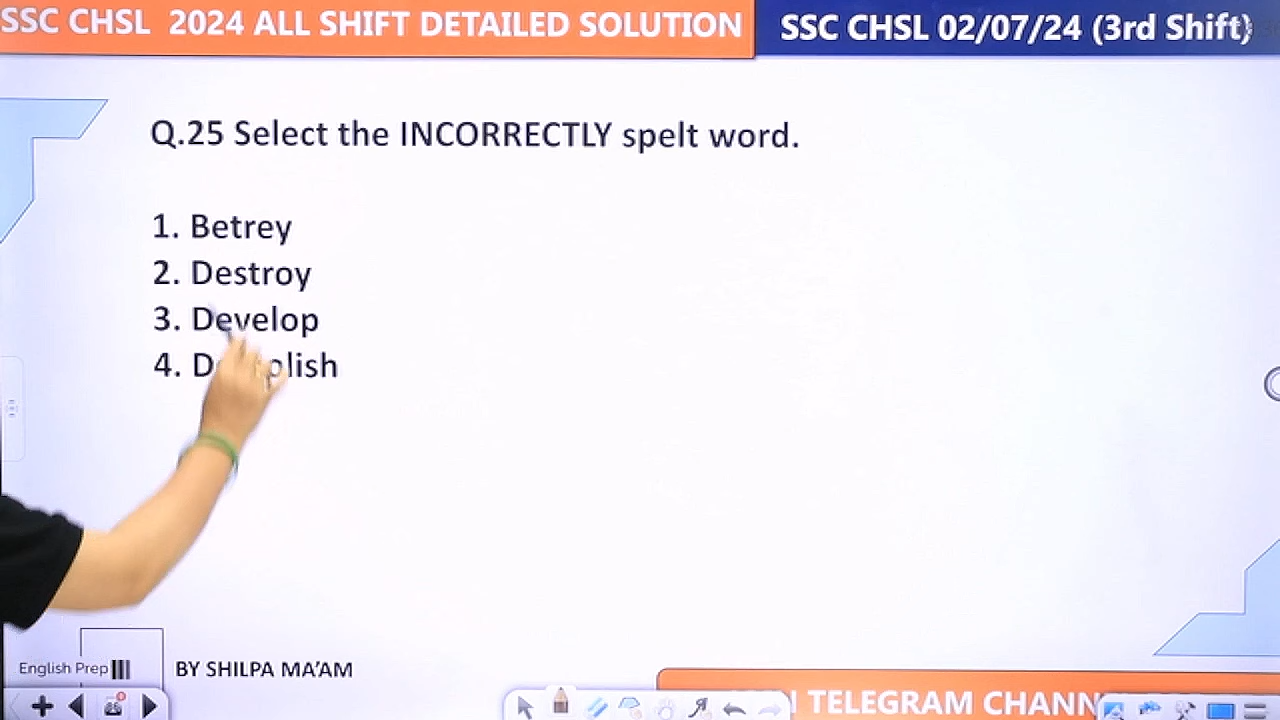 SSC CHSL 2024 ALL SHIFT DETAILED SOLUTION
SSC CHSL 02/07/24 (3rd Shift)
Q.25 Select the INCORRECTLY spelt word.
1. Betrey
2. Destroy
3. Develop
4.
English Prep
BY SHILPA MA'AM
TELEGRAM